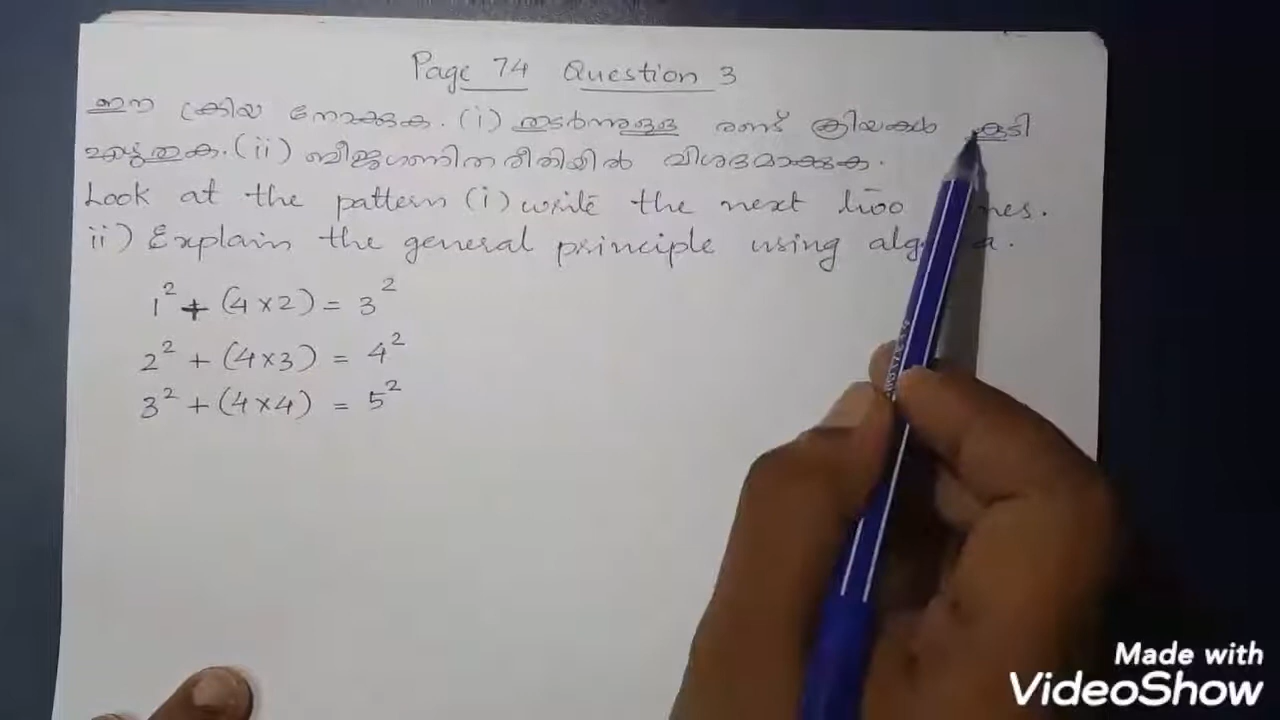 Page 74 Question 3
ഈ ക്രിയ നോക്കുക. (i) തുടർന്നുള്ള രണ്ട് ക്രിയകൾ കൂടി
എഴുതുക. (ii) ബീജഗണിത രീതിയിൽ വിശദമാക്കുക.
Look at the pattern (i) write the next two
ii) Explain the general principle using
1² + (4×2) = 3²
2² + (4×3) = 4²
3² + (4×4) = 5²
Made with
VideoShow